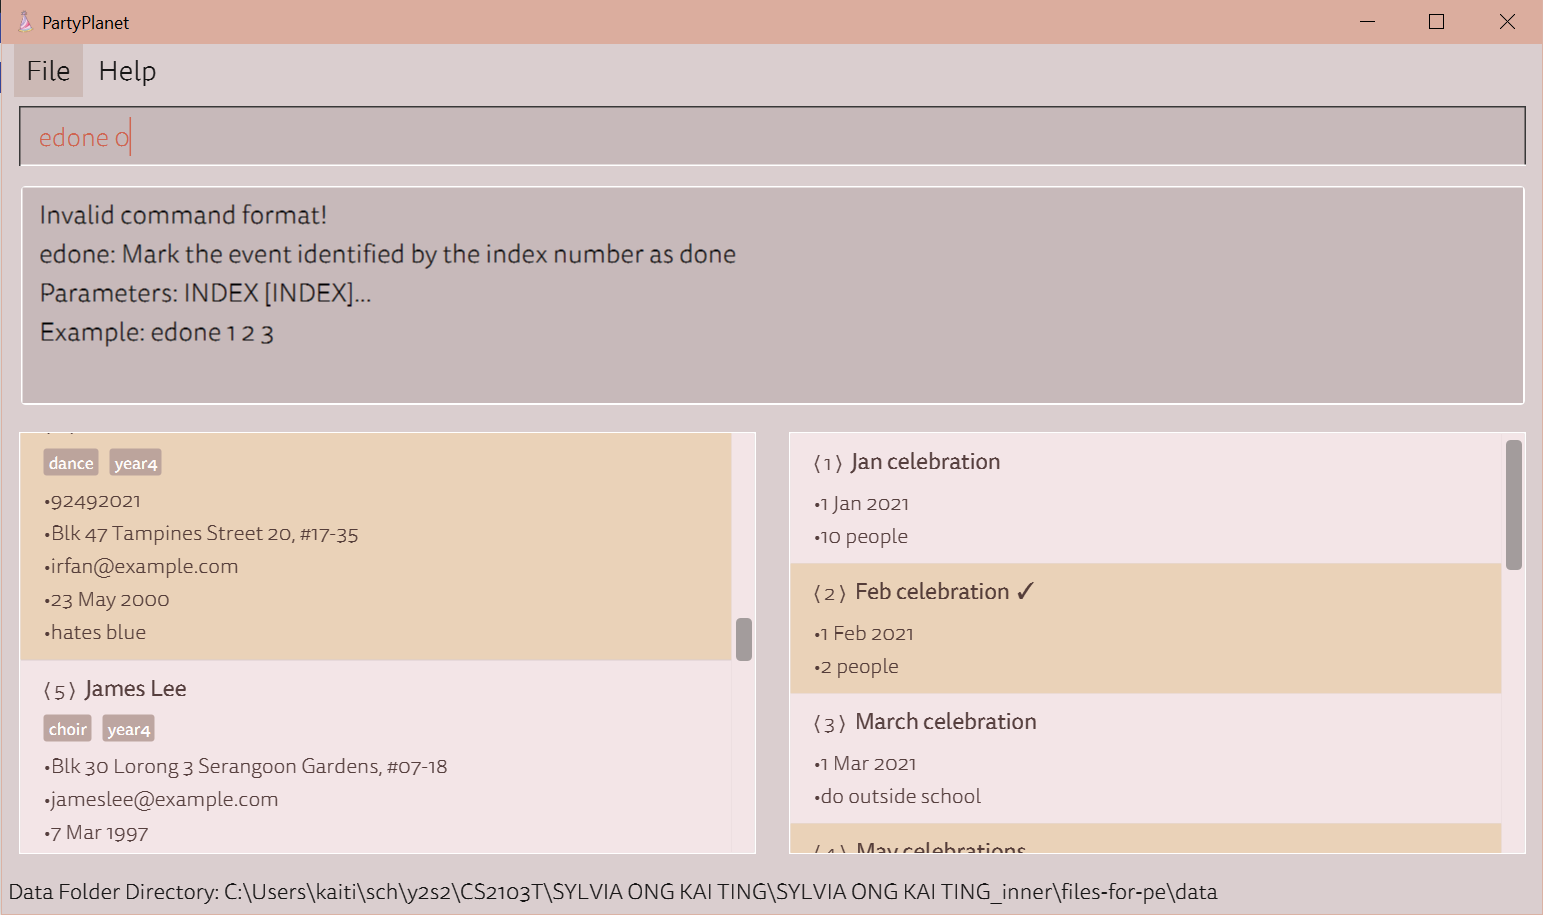 PartyPlanet
File Help
edone 0
Invalid command format!
edone: Mark the event identified by the index number as done
Parameters: INDEX [INDEX]...
Example: edone 1 2 3
dance year4
•92492021
•Blk 47 Tampines Street 20, #17-35
•irfan@example.com
•23 May 2000
•hates blue
⟨5⟩ James Lee
choir year4
•Blk 30 Lorong 3 Serangoon Gardens, #07-18
•jameslee@example.com
•7 Mar 1997
⟨1⟩ Jan celebration
•1 Jan 2021
•10 people
⟨2⟩ Feb celebration ✓
•1 Feb 2021
•2 people
⟨3⟩ March celebration
•1 Mar 2021
•do outside school
⟨4⟩ May celebrations
Data Folder Directory: C:\Users\kaiti\sch\y2s2\CS2103T\SYLVIA ONG KAI TING\SYLVIA ONG KAI TING_inner\files-for-pe\data